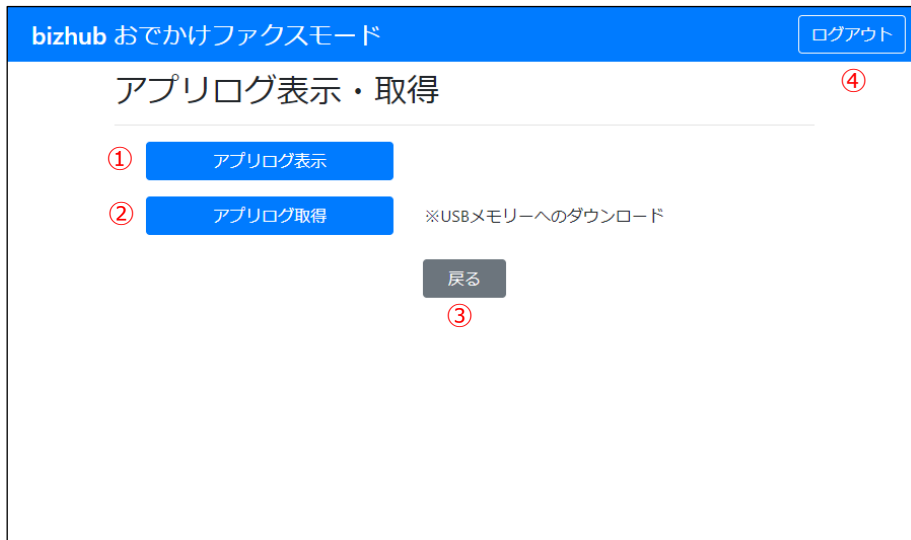 bizhub おでかけファクスモード ログアウト
④
アプリログ表示・取得
① アプリログ表示
② アプリログ取得 ※USBメモリーへのダウンロード
戻る
③